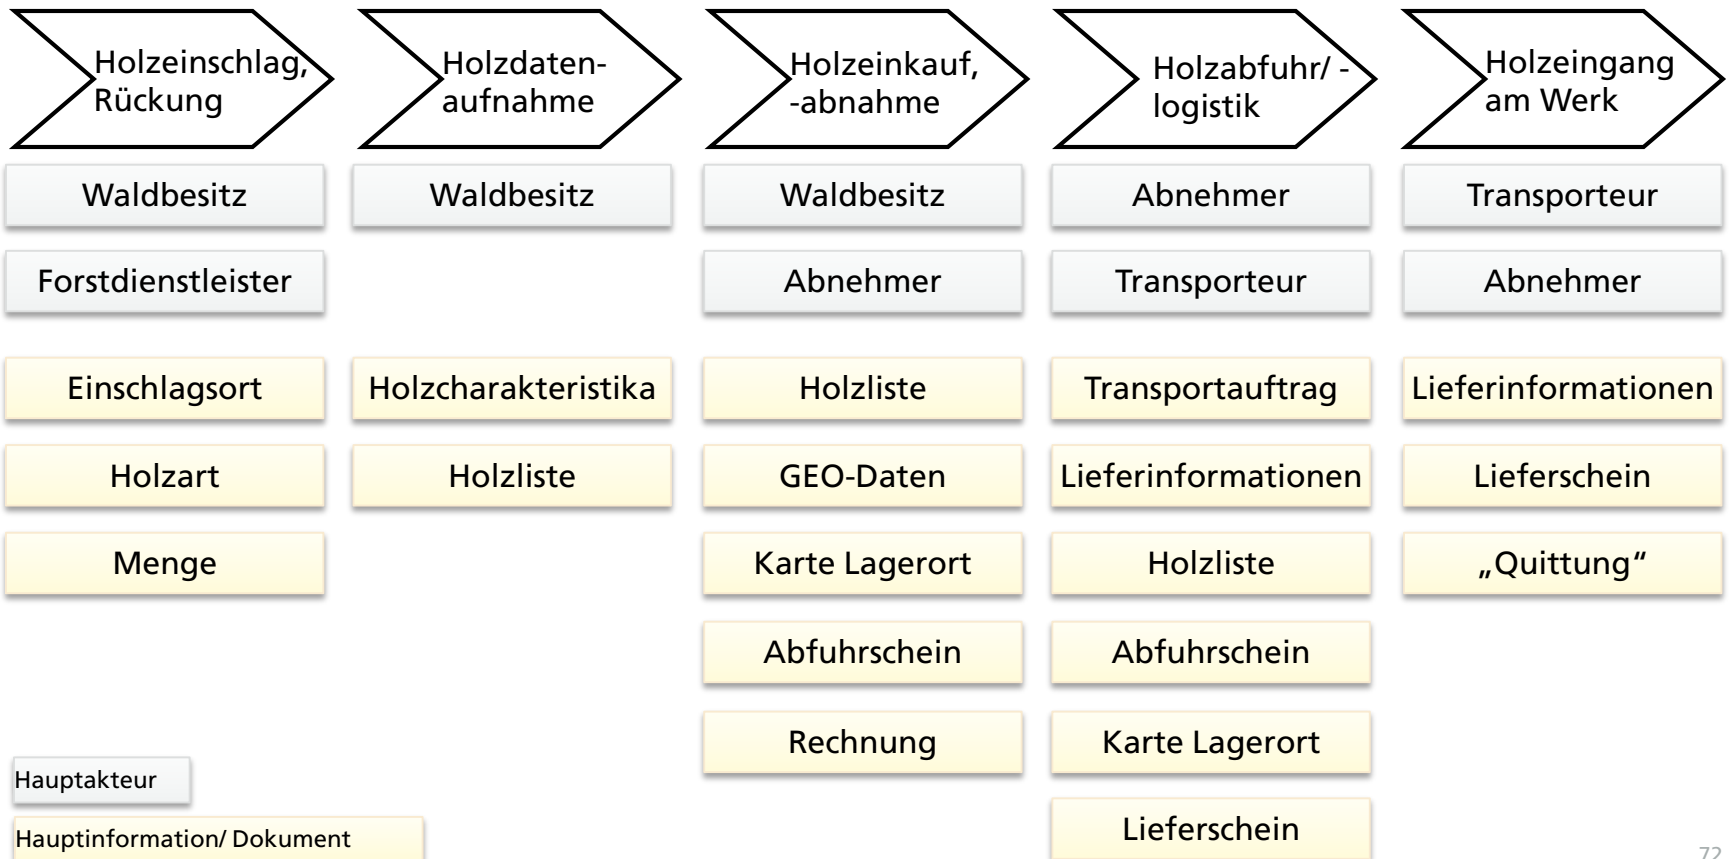 Holzeinschlag,
Rückung
Holzdaten-
aufnahme
Holzeinkauf,
-abnahme
Holzabfuhr/ -
logistik
Holzeingang
am Werk
Waldbesitz
Waldbesitz
Waldbesitz
Abnehmer
Transporteur
Forstdienstleister
Abnehmer
Transporteur
Abnehmer
Einschlagsort
Holzcharakteristika
Holzliste
Transportauftrag
Lieferinformationen
Holzart
Holzliste
GEO-Daten
Lieferinformationen
Lieferschein
Menge
Karte Lagerort
Holzliste
„Quittung“
Abfuhrschein
Abfuhrschein
Rechnung
Karte Lagerort
Lieferschein
Hauptakteur
Hauptinformation/ Dokument
72